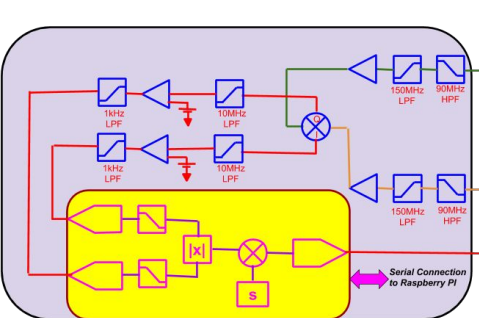 150MHz
LPF
90MHz
HPF
1kHz
LPF
10MHz
LPF
Q
I
1kHz
LPF
10MHz
LPF
150MHz
LPF
90MHz
HPF
|x|
s
Serial Connection
to Raspberry PI